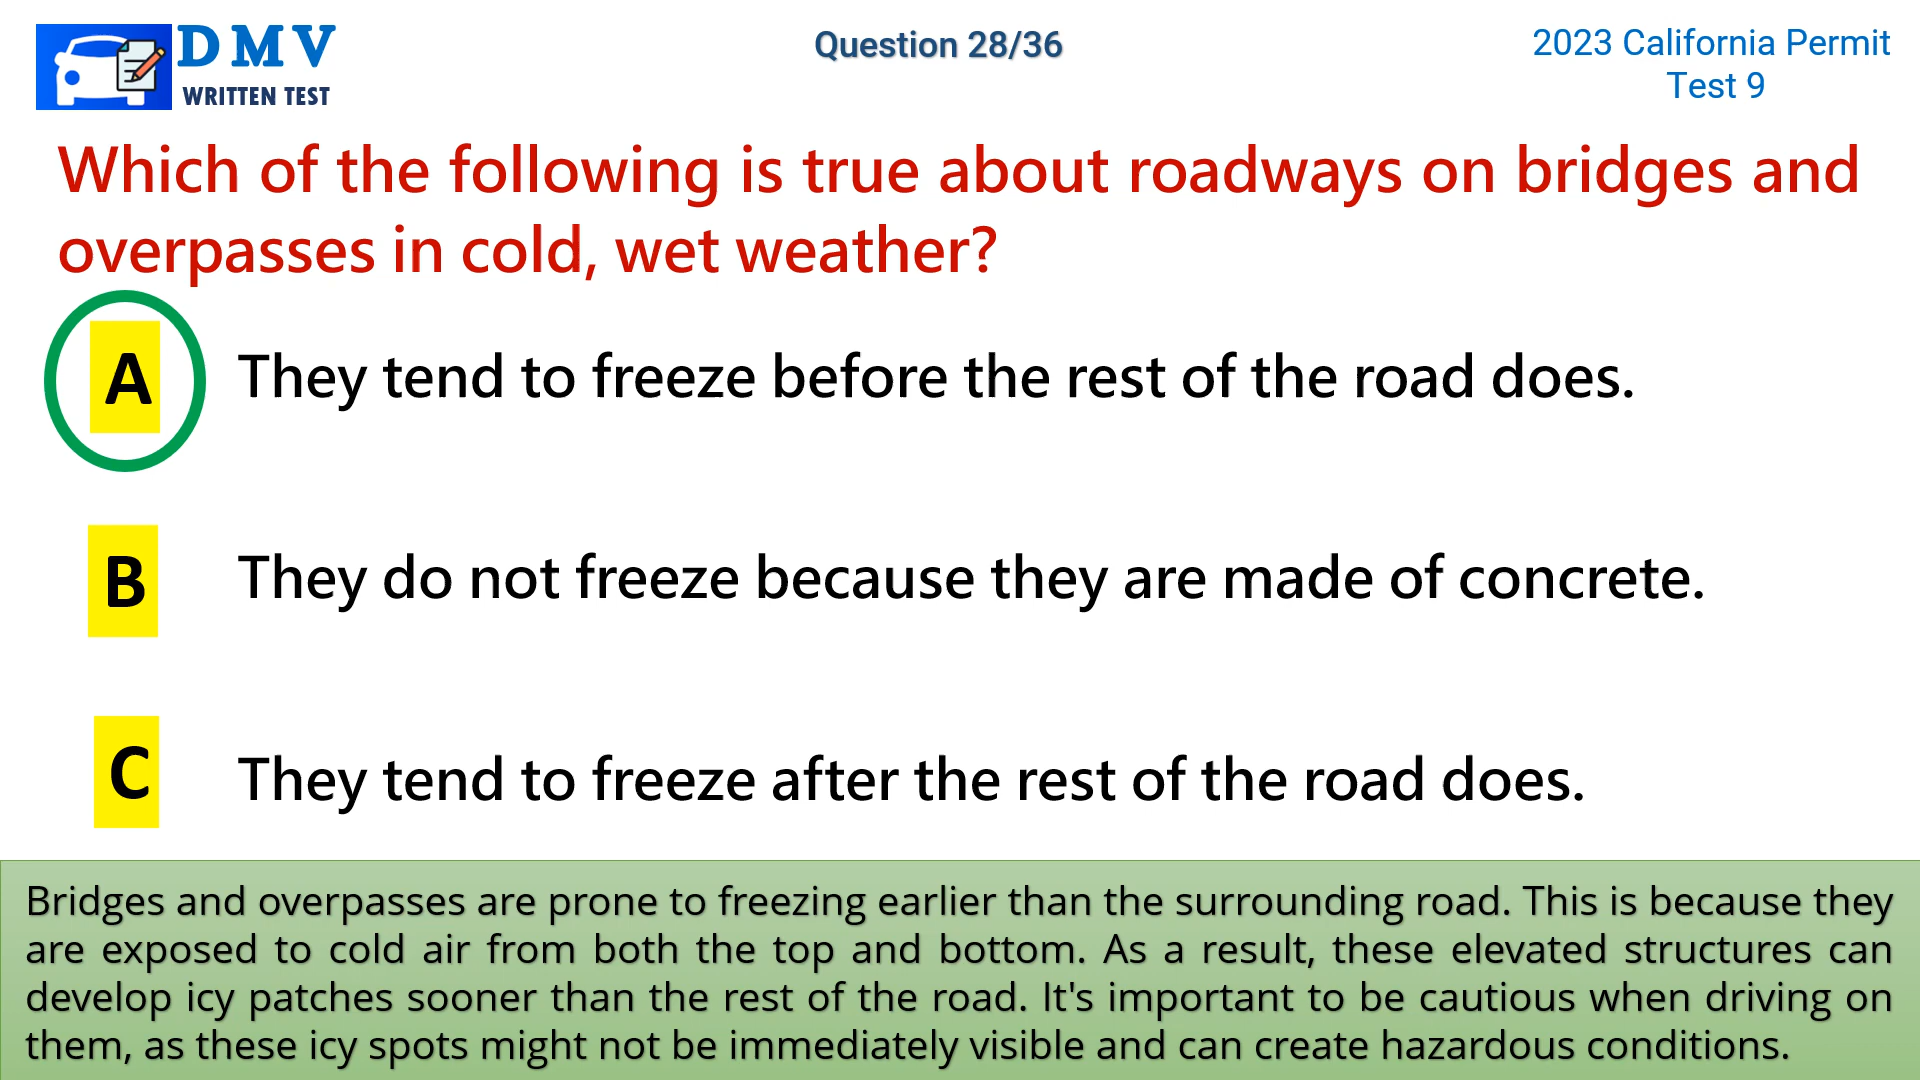 DMV
WRITTEN TEST
Question 28/36
2023 California Permit
Test 9
Which of the following is true about roadways on bridges and
overpasses in cold, wet weather?
A They tend to freeze before the rest of the road does.
B They do not freeze because they are made of concrete.
C They tend to freeze after the rest of the road does.
Bridges and overpasses are prone to freezing earlier than the surrounding road. This is because they
are exposed to cold air from both the top and bottom. As a result, these elevated structures can
develop icy patches sooner than the rest of the road. It's important to be cautious when driving on
them, as these icy spots might not be immediately visible and can create hazardous conditions.